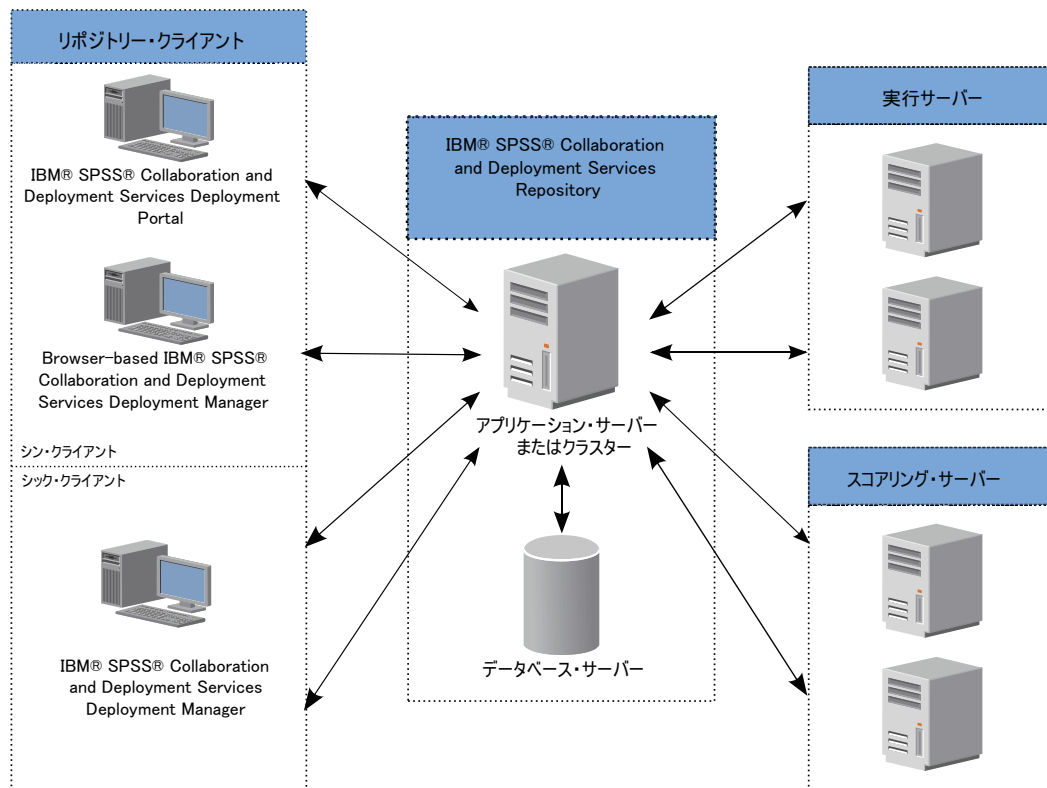 リポジトリー・クライアント
IBM® SPSS® Collaboration and
Deployment Services Deployment
Portal
Browser-based IBM® SPSS®
Collaboration and Deployment
Services Deployment Manager
シン・クライアント
シック・クライアント
IBM® SPSS® Collaboration
and Deployment Services
Deployment Manager
IBM® SPSS® Collaboration
and Deployment Services
Repository
アプリケーション・サーバー
またはクラスター
データベース・サーバー
実行サーバー
スコアリング・サーバー